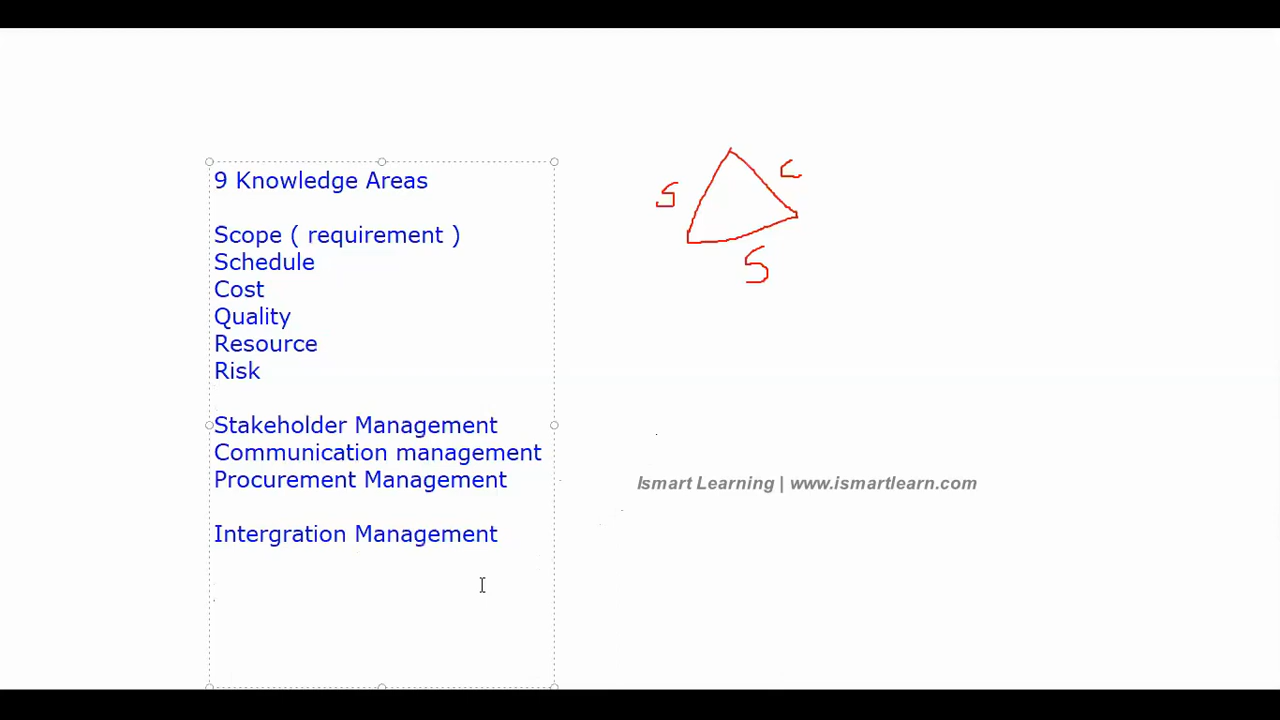 9 Knowledge Areas
Scope ( requirement )
Schedule
Cost
Quality
Resource
Risk
Stakeholder Management
Communication management
Procurement Management
Intergration Management
S
C
S
Ismart Learning | www.ismartlearn.com